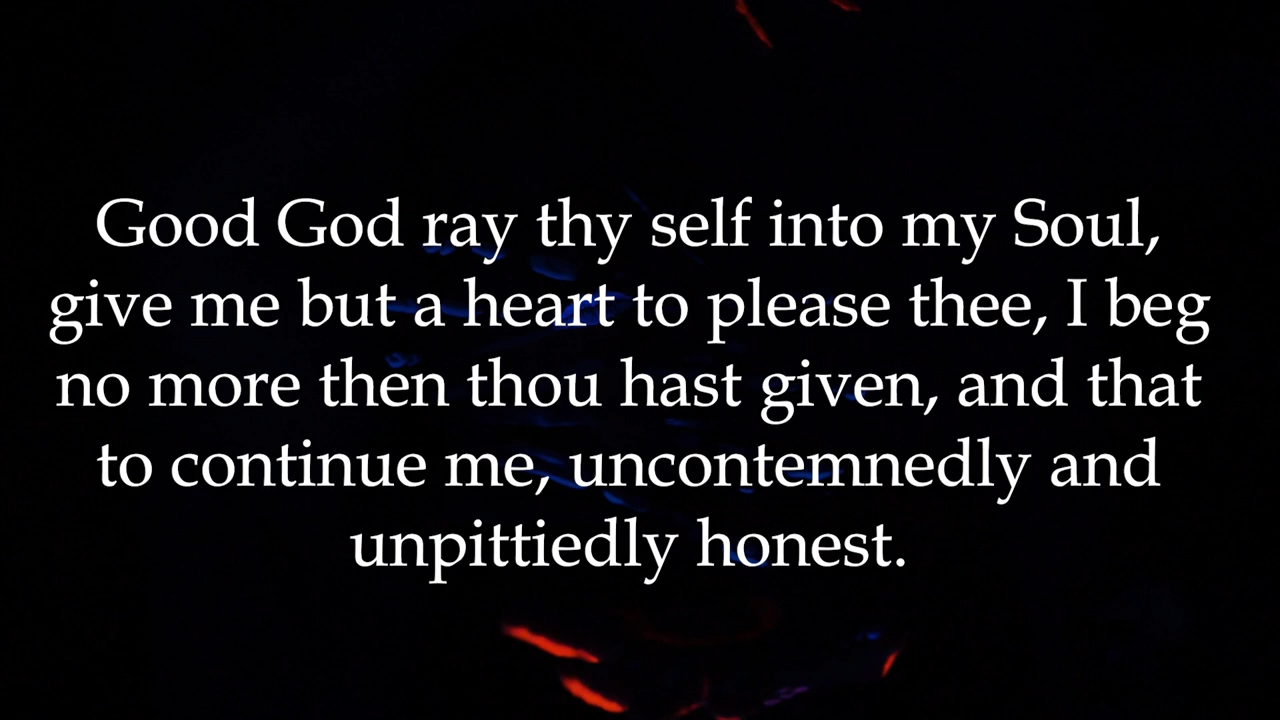 Good God ray thy self into my Soul,
give me but a heart to please thee, I beg
no more then thou hast given, and that
to continue me, uncontemnedly and
unpittiedly honest.